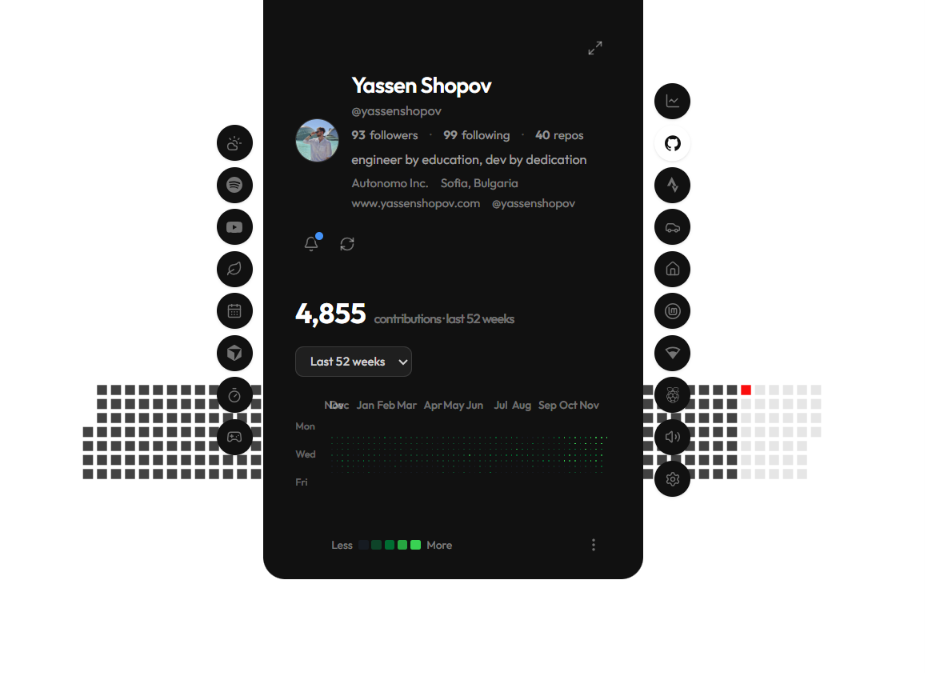 Yassen Shopov
@yassenshopov
93 followers · 99 following · 40 repos
engineer by education, dev by dedication
Autonomo Inc. Sofia, Bulgaria
www.yassenshopov.com @yassenshopov
4,855 contributions · last 52 weeks
Last 52 weeks
Nov Dec Jan Feb Mar Apr May Jun Jul Aug Sep Oct Nov
Mon
Wed
Fri
Less More